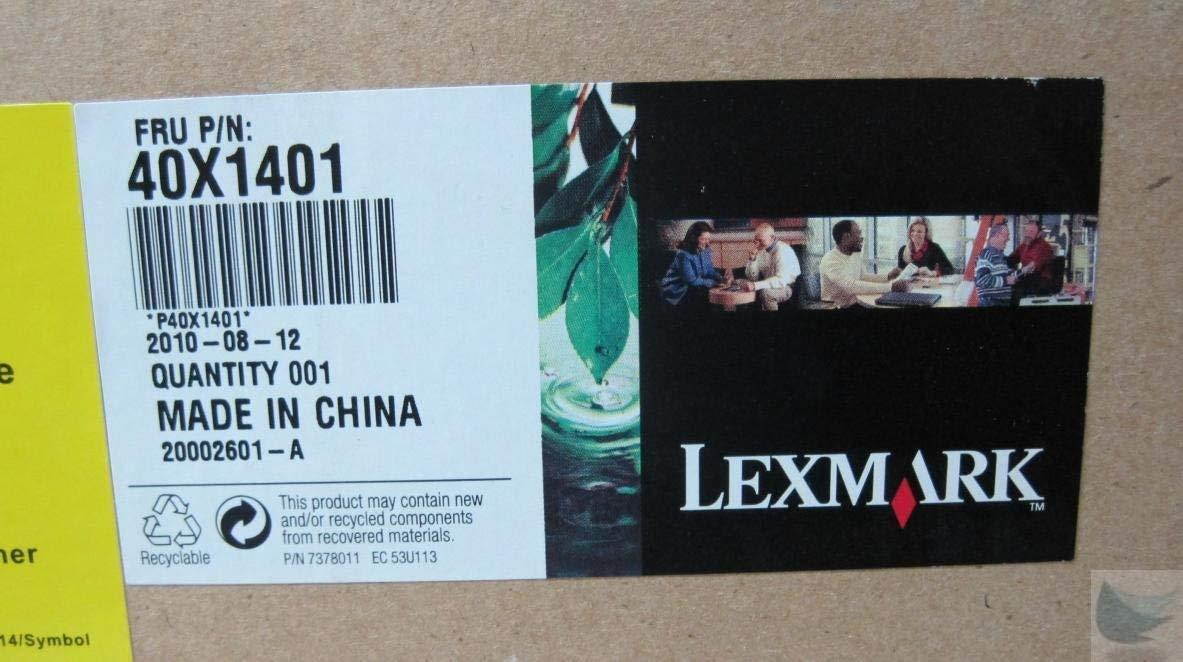 FRU P/N:
40X1401
*P40X1401*
2010-08-12
QUANTITY 001
MADE IN CHINA
20002601-A
Recyclable
This product may contain new
and/or recycled components
from recovered materials.
P/N 7378011 EC 53U113
LEXMARK
TM
e
her
14/Symbol